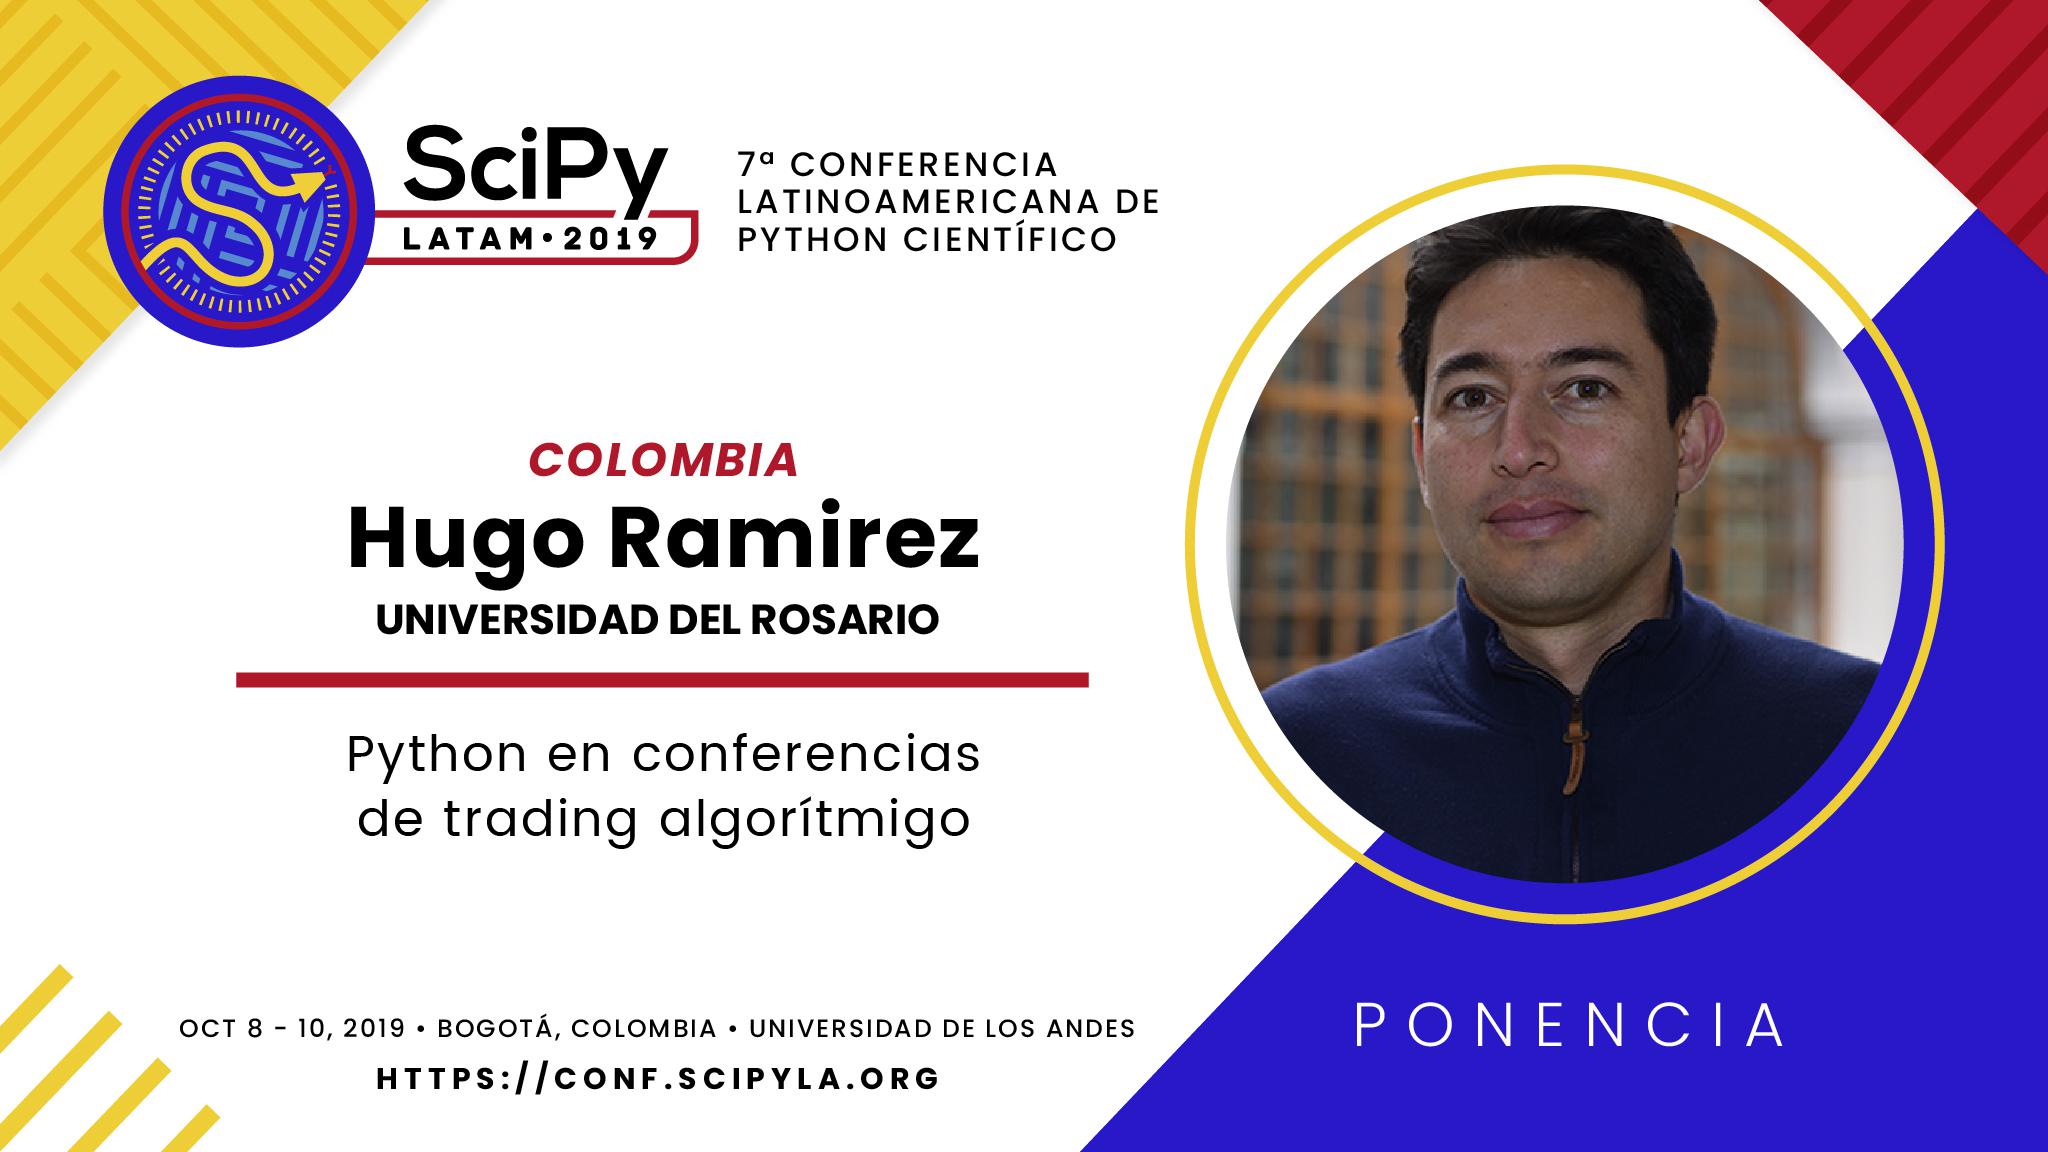 SciPy
LATAM•2019
7ª CONFERENCIA
LATINOAMERICANA DE
PYTHON CIENTÍFICO
COLOMBIA
Hugo Ramirez
UNIVERSIDAD DEL ROSARIO
Python en conferencias
de trading algorítmigo
OCT 8 - 10, 2019 • BOGOTÁ, COLOMBIA • UNIVERSIDAD DE LOS ANDES
HTTPS://CONF.SCIPYLA.ORG
PONENCIA